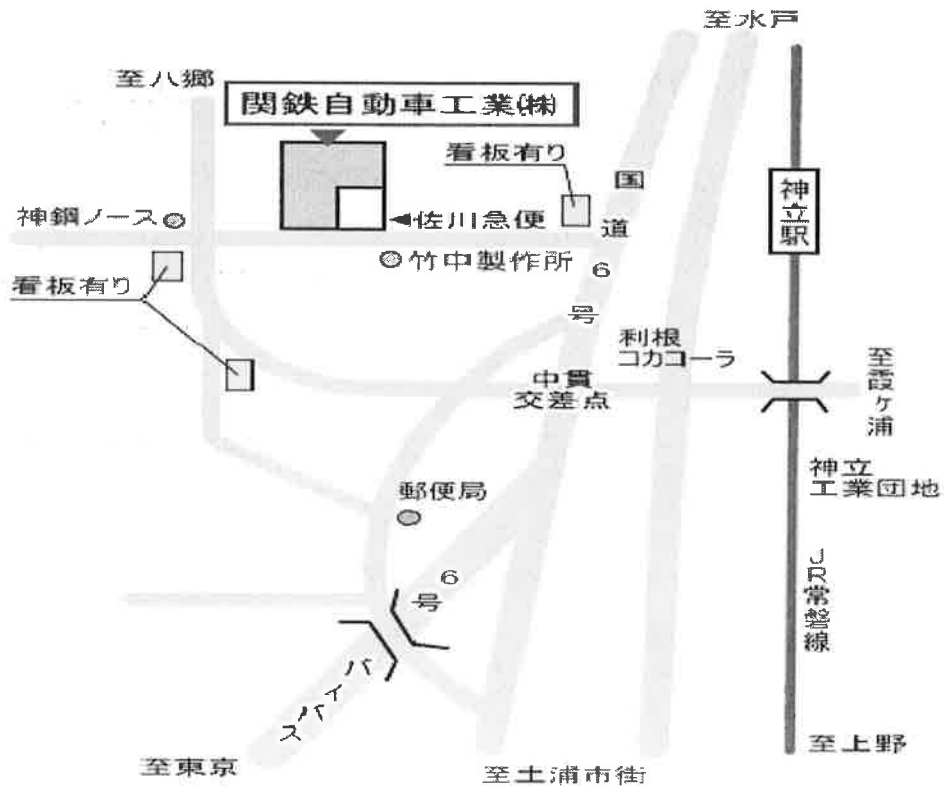 至水戸
至八郷
関鉄自動車工業(株)
看板有り
国道6号
神立駅
神鋼ノース
佐川急便
竹中製作所
看板有り
利根
コカコーラ
中貫
交差点
至霞ヶ浦
神立
工業団地
郵便局
6号
バイパス
JR常磐線
至東京
至土浦市街
至上野